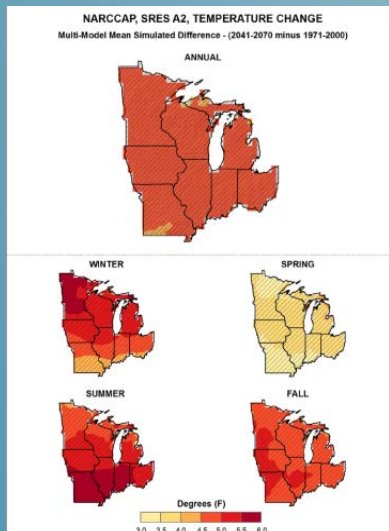 NARCCAP, SRES A2, TEMPERATURE CHANGE
Multi-Model Mean Simulated Difference - (2041-2070 minus 1971-2000)
ANNUAL
WINTER
SPRING
SUMMER
FALL
Degrees (F)
3.0 3.5 4.0 4.5 5.0 5.5 6.0